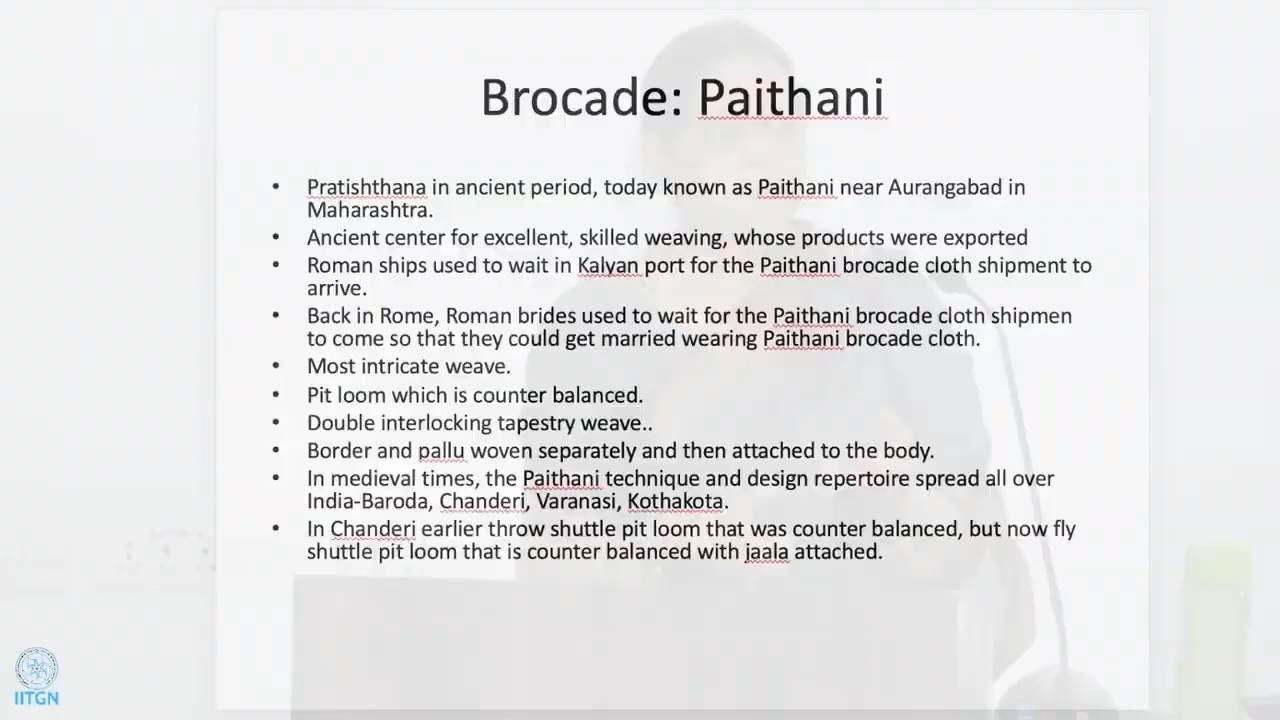 Brocade: Paithani
• Pratishthana in ancient period, today known as Paithani near Aurangabad in
Maharashtra.
• Ancient center for excellent, skilled weaving, whose products were exported
• Roman ships used to wait in Kalyan port for the Paithani brocade cloth shipment to
arrive.
• Back in Rome, Roman brides used to wait for the Paithani brocade cloth shipmen
to come so that they could get married wearing Paithani brocade cloth.
• Most intricate weave.
• Pit loom which is counter balanced.
• Double interlocking tapestry weave..
• Border and pallu woven separately and then attached to the body.
• In medieval times, the Paithani technique and design repertoire spread all over
India-Baroda, Chanderi, Varanasi, Kothakota.
• In Chanderi earlier throw shuttle pit loom that was counter balanced, but now fly
shuttle pit loom that is counter balanced with jaala attached.
IITGN